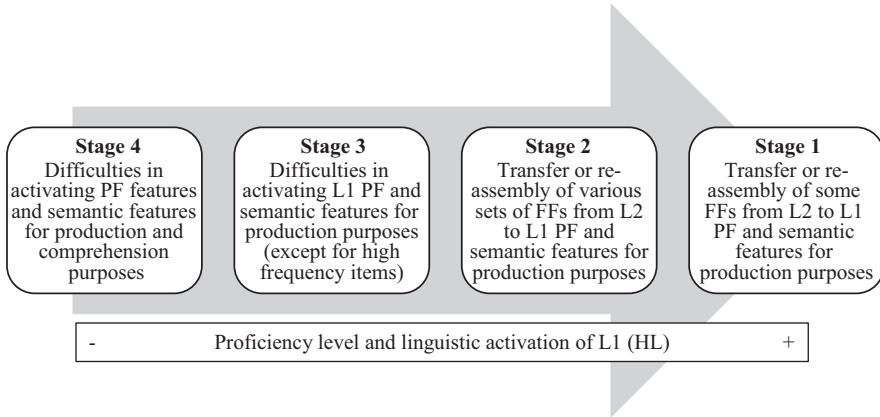 Stage 4
Difficulties in
activating PF features
and semantic features
for production and
comprehension
purposes
Stage 3
Difficulties in
activating L1 PF and
semantic features for
production purposes
(except for high
frequency items)
Stage 2
Transfer or re-
assembly of various
sets of FFs from L2
to L1 PF and
semantic features for
production purposes
Stage 1
Transfer or re-
assembly of some
FFs from L2 to L1
PF and semantic
features for
production purposes
- Proficiency level and linguistic activation of L1 (HL) +